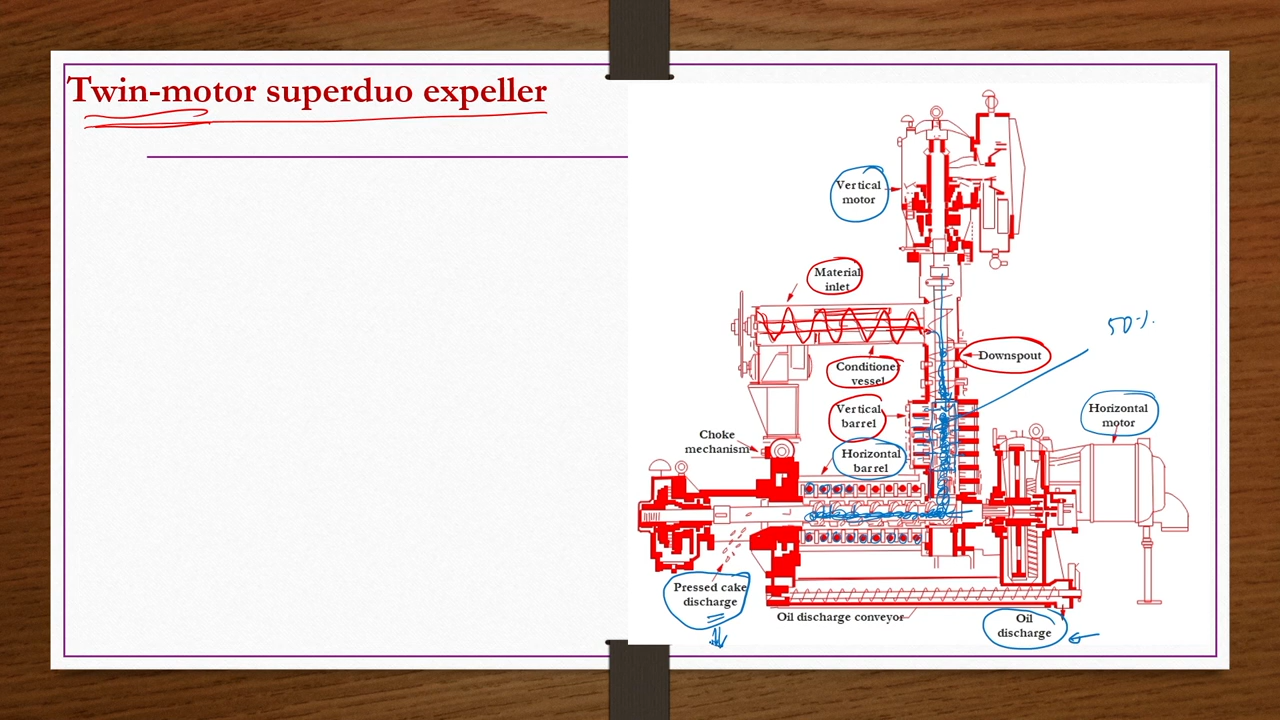 Twin-motor superduo expeller
Vertical
motor
Material
inlet
50%
Downspout
Conditioner
vessel
Vertical
barrel
Horizontal
motor
Choke
mechanism
Horizontal
barrel
Pressed cake
discharge
Oil discharge conveyor
Oil
discharge